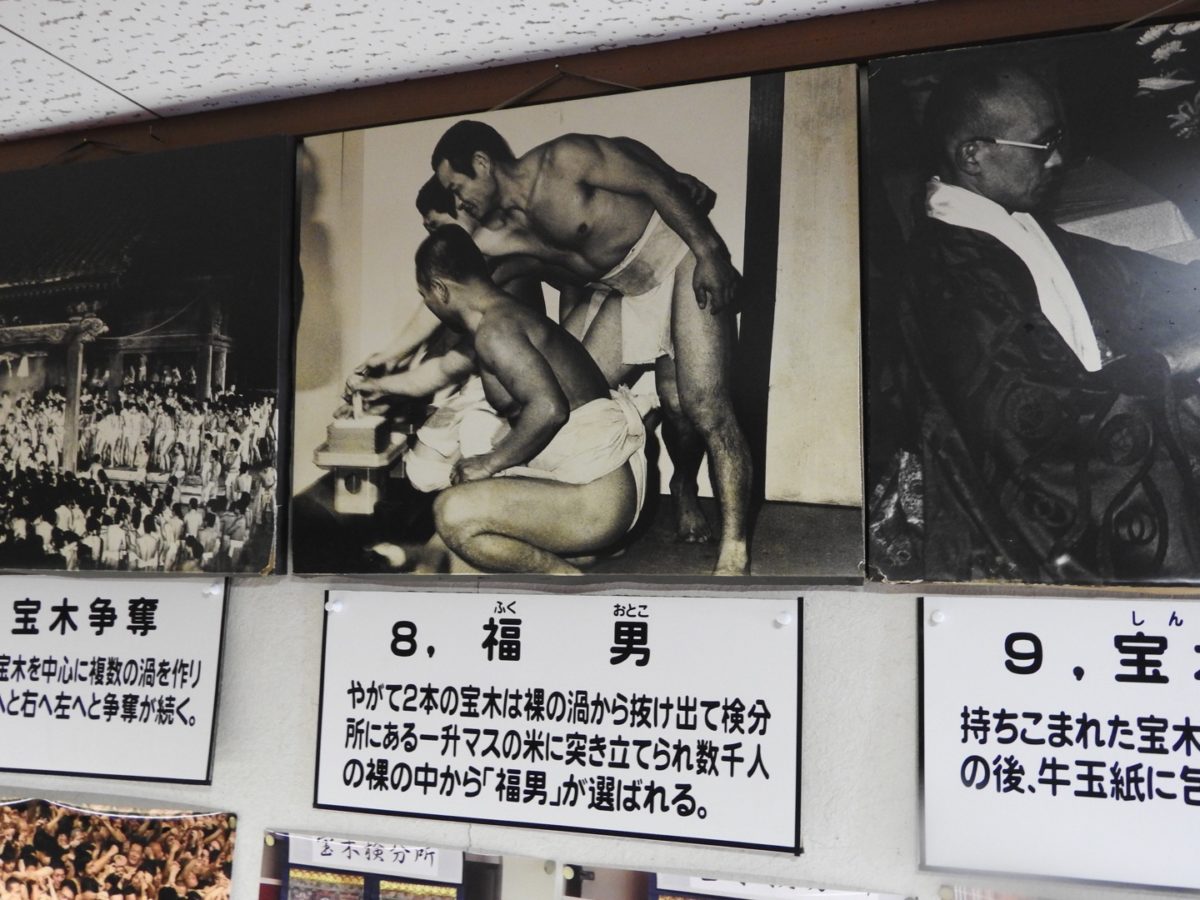 宝木争奪
宝木を中心に複数の渦を作り
へと右へ左へと争奪が続く。
ふく おとこ
8, 福 男
やがて2本の宝木は裸の渦から抜け出て検分
所にある一升マスの米に突き立てられ数千人
の裸の中から「福男」が選ばれる。
しん
9, 宝
持ちこまれた宝木
の後、牛玉紙に包
宝木検分所